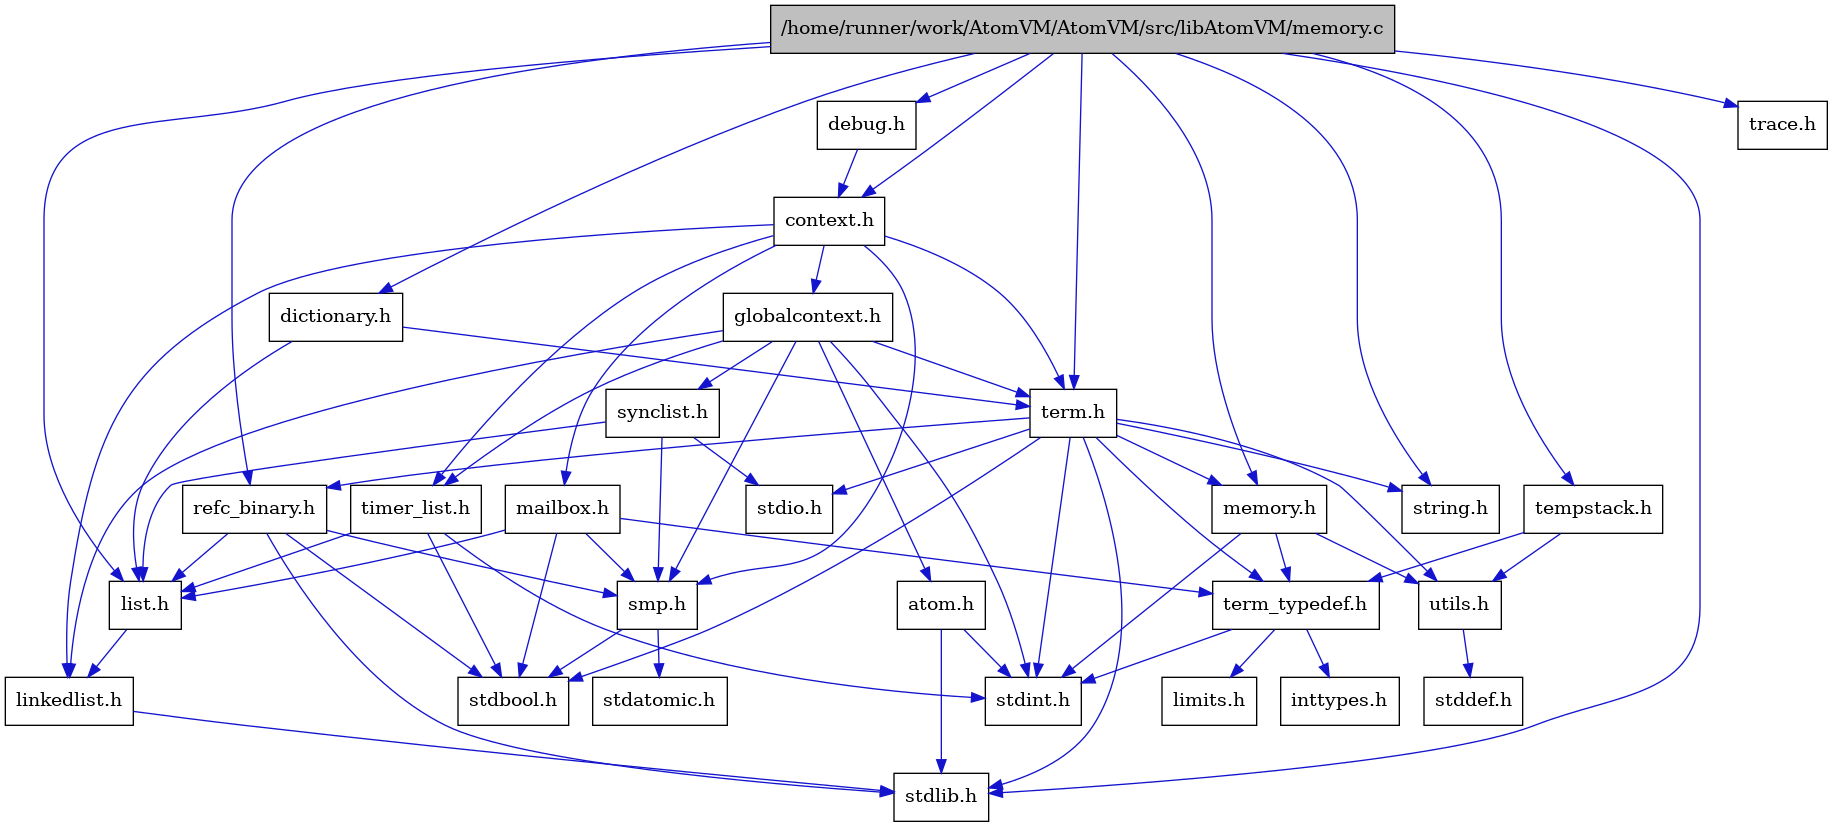 /home/runner/work/AtomVM/AtomVM/src/libAtomVM/memory.c
debug.h
trace.h
context.h
dictionary.h
globalcontext.h
synclist.h
term.h
refc_binary.h
timer_list.h
mailbox.h
stdio.h
memory.h
string.h
tempstack.h
list.h
smp.h
atom.h
term_typedef.h
utils.h
linkedlist.h
stdbool.h
stdatomic.h
stdint.h
limits.h
inttypes.h
stddef.h
stdlib.h